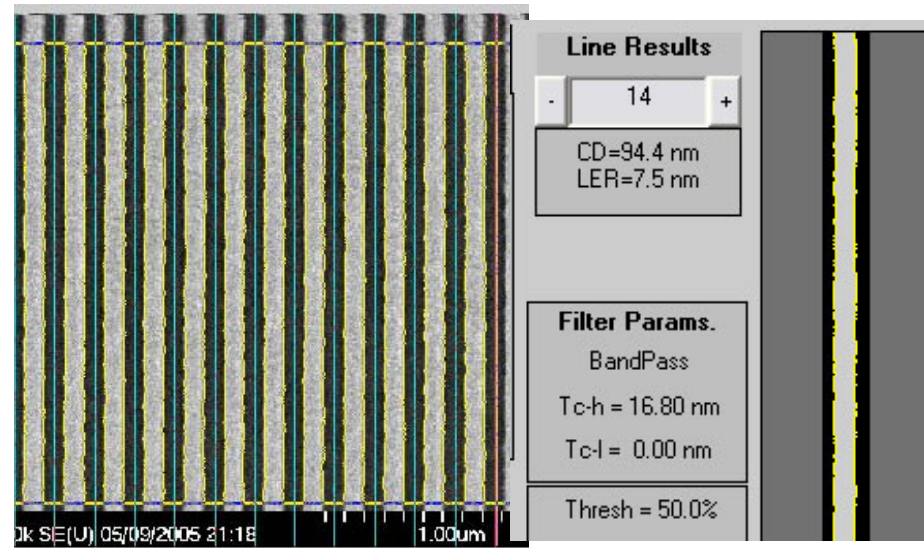 Line Results
- 14 +
CD=94.4 nm
LER=7.5 nm
Filter Params.
BandPass
Tc-h = 16.80 nm
Tc-l = 0.00 nm
Thresh = 50.0%
0k SE(U) 05/09/2005 21:18 1.00um